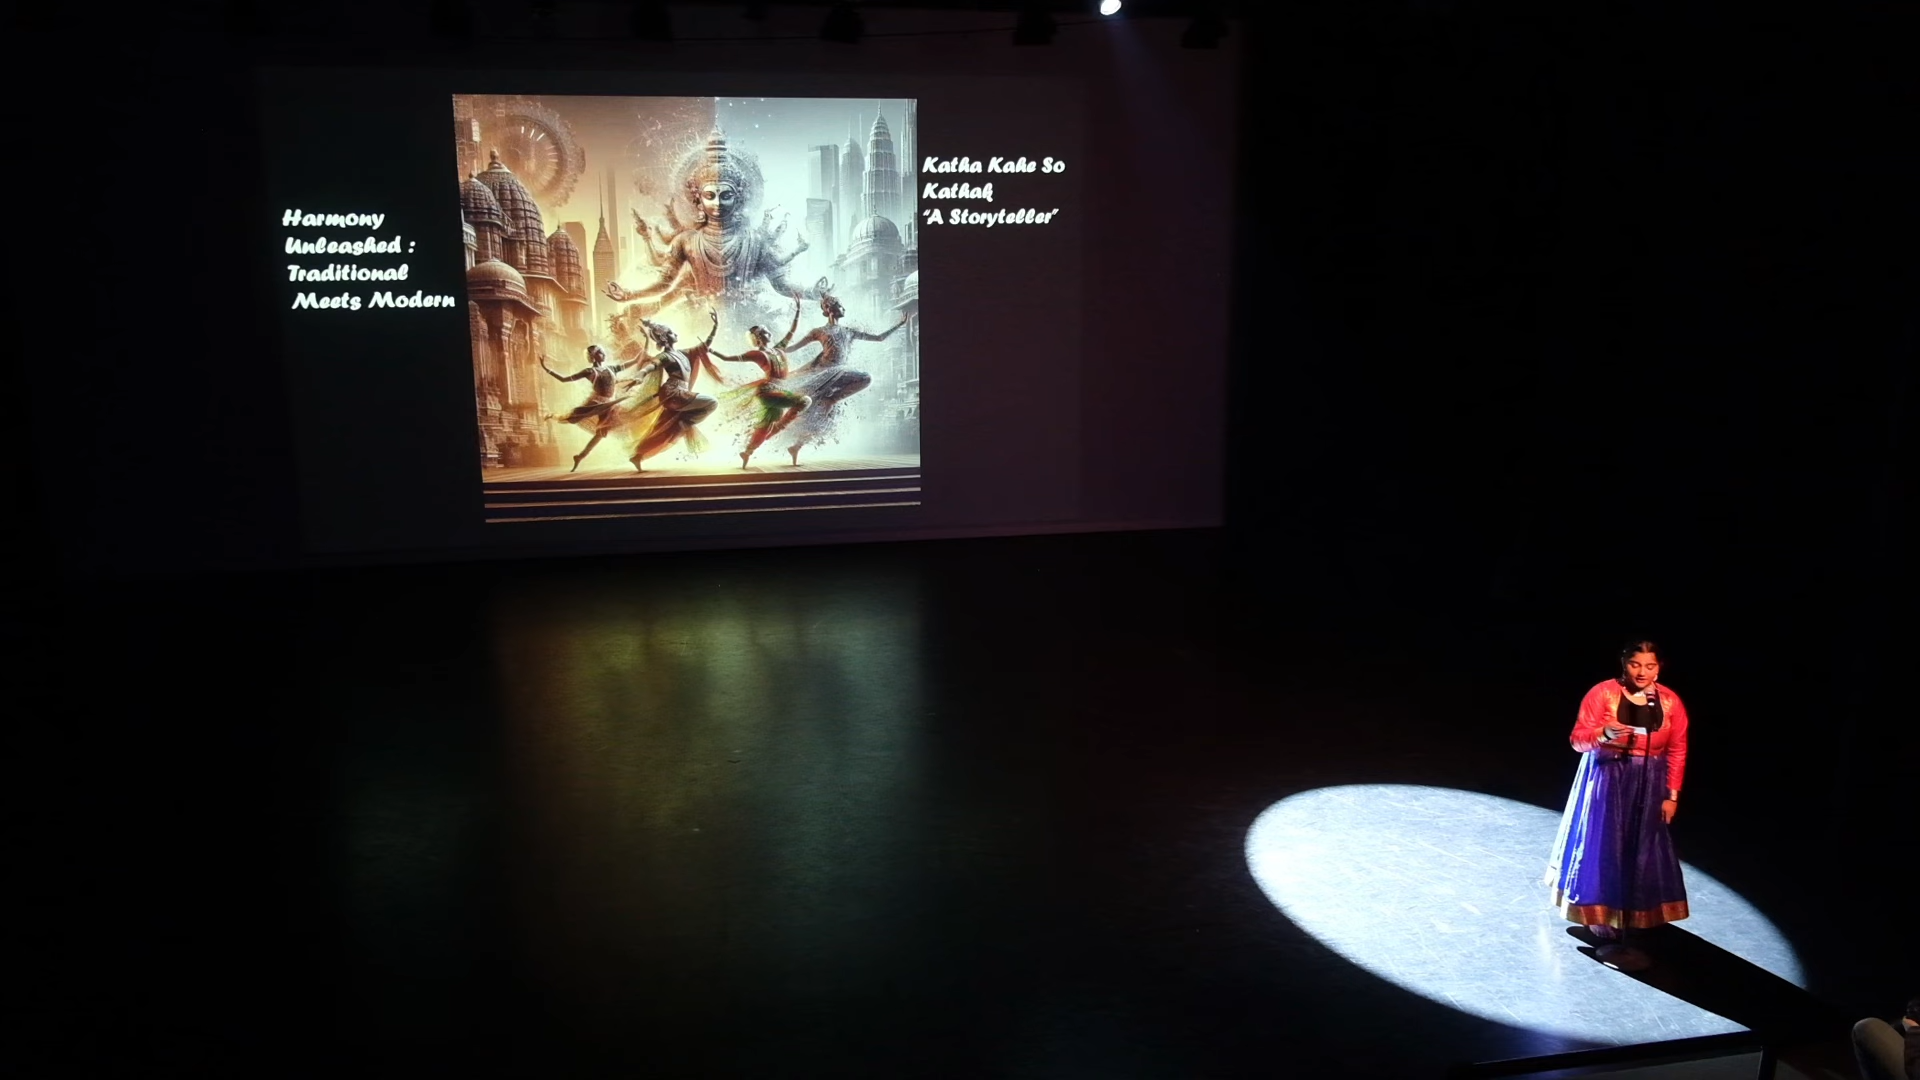 Harmony
Unleashed :
Traditional
Meets Modern
Katha Kahe So
Kathak
“A Storyteller”